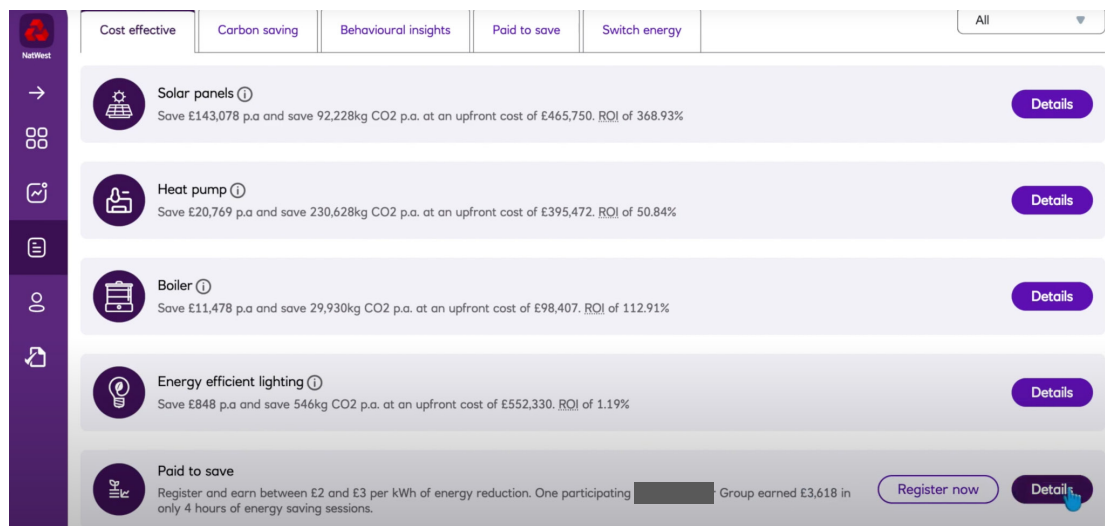 NatWest
Cost effective
Carbon saving
Behavioural insights
Paid to save
Switch energy
All
Solar panels
Save £143,078 p.a and save 92,228kg CO2 p.a. at an upfront cost of £465,750. ROI of 368.93%
Details
Heat pump
Save £20,769 p.a and save 230,628kg CO2 p.a. at an upfront cost of £395,472. ROI of 50.84%
Details
Boiler
Save £11,478 p.a and save 29,930kg CO2 p.a. at an upfront cost of £98,407. ROI of 112.91%
Details
Energy efficient lighting
Save £848 p.a and save 546kg CO2 p.a. at an upfront cost of £552,330. ROI of 1.19%
Details
Paid to save
Register and earn between £2 and £3 per kWh of energy reduction. One participating Group earned £3,618 in
only 4 hours of energy saving sessions.
Register now
Details